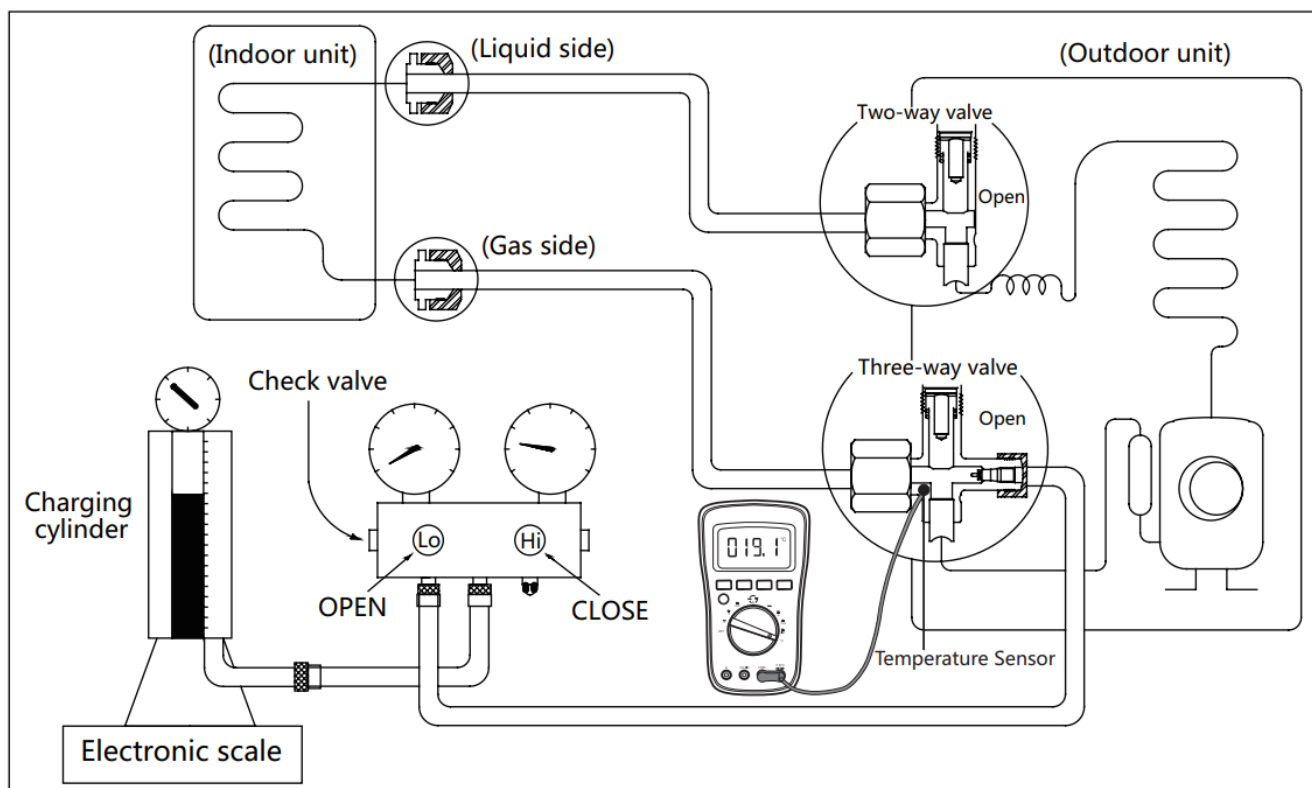 (Indoor unit)
(Liquid side)
(Outdoor unit)
Two-way valve
Open
(Gas side)
Three-way valve
Open
Check valve
Charging
cylinder
Lo
Hi
OPEN
CLOSE
019.1 °C
Temperature Sensor
Electronic scale